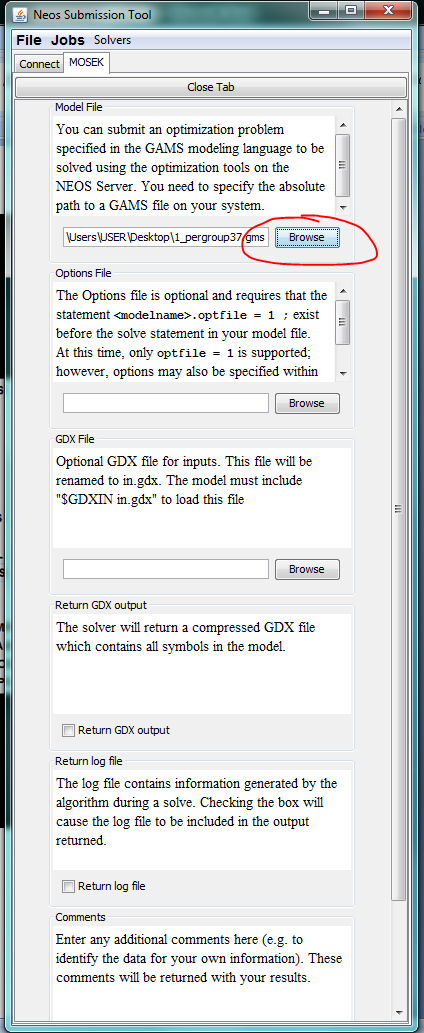 Neos Submission Tool
File Jobs Solvers
Connect MOSEK
Close Tab
Model File
You can submit an optimization problem
specified in the GAMS modeling language to be
solved using the optimization tools on the
NEOS Server. You need to specify the absolute
path to a GAMS file on your system.
\Users\USER\Desktop\1_pergroup37.gms Browse
Options File
The Options file is optional and requires that the
statement <modelname>.optfile = 1 ; exist
before the solve statement in your model file.
At this time, only optfile = 1 is supported;
however, options may also be specified within
Browse
GDX File
Optional GDX file for inputs. This file will be
renamed to in.gdx. The model must include
"$GDXIN in.gdx" to load this file
Browse
Return GDX output
The solver will return a compressed GDX file
which contains all symbols in the model.
Return GDX output
Return log file
The log file contains information generated by the
algorithm during a solve. Checking the box will
cause the log file to be included in the output
returned.
Return log file
Comments
Enter any additional comments here (e.g. to
identify the data for your own information). These
comments will be returned with your results.